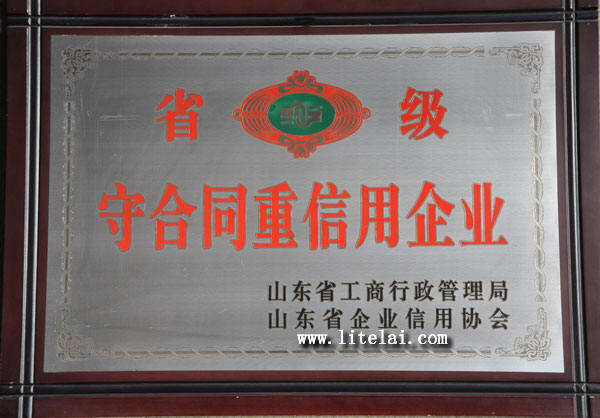 省 级
守合同重信用企业
山东省工商行政管理局
山东省企业信用协会
www.litelai.com